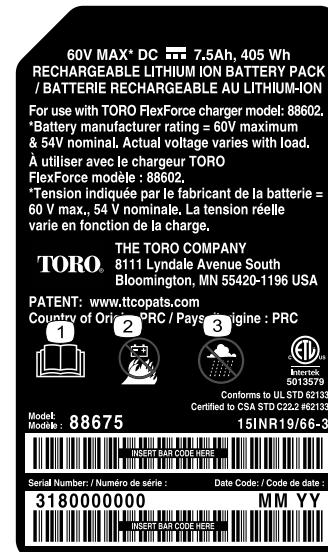 60V MAX* DC 7.5Ah, 405 Wh
RECHARGEABLE LITHIUM ION BATTERY PACK
/ BATTERIE RECHARGEABLE AU LITHIUM-ION
For use with TORO FlexForce charger model: 88602.
*Battery manufacturer rating = 60V maximum
& 54V nominal. Actual voltage varies with load.
À utiliser avec le chargeur TORO
FlexForce modèle : 88602.
*Tension indiquée par le fabricant de la batterie =
60 V max., 54 V nominale. La tension réelle
varie en fonction de la charge.
TORO.
THE TORO COMPANY
8111 Lyndale Avenue South
Bloomington, MN 55420-1196 USA
PATENT: www.ttcopats.com
Country of Origin: PRC / Pays d'origine : PRC
1 2 3
ETL US
Intertek
5013579
Conforms to UL STD 62133
Certified to CSA STD C22.2 #62133
Model:
Modèle : 88675 15INR19/66-3
INSERT BAR CODE HERE
Serial Number: / Numéro de série : Date Code: / Code de date :
3180000000 MM YY
INSERT BAR CODE HERE